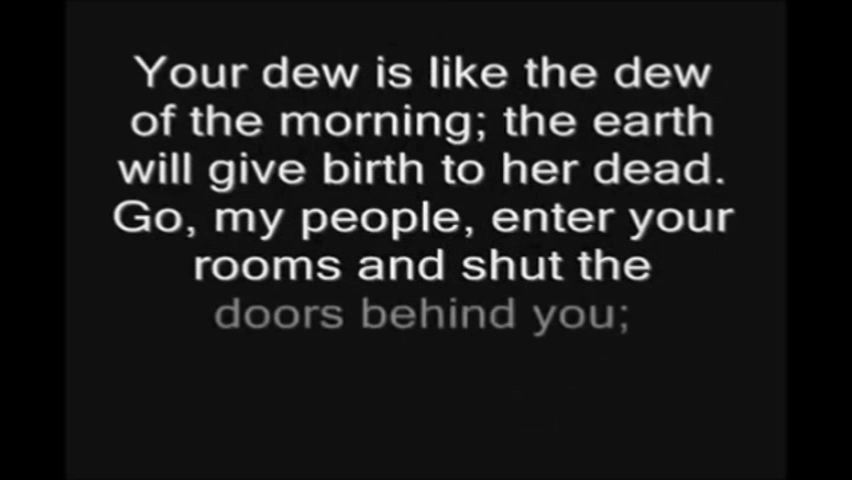 Your dew is like the dew
of the morning; the earth
will give birth to her dead.
Go, my people, enter your
rooms and shut the
doors behind you;